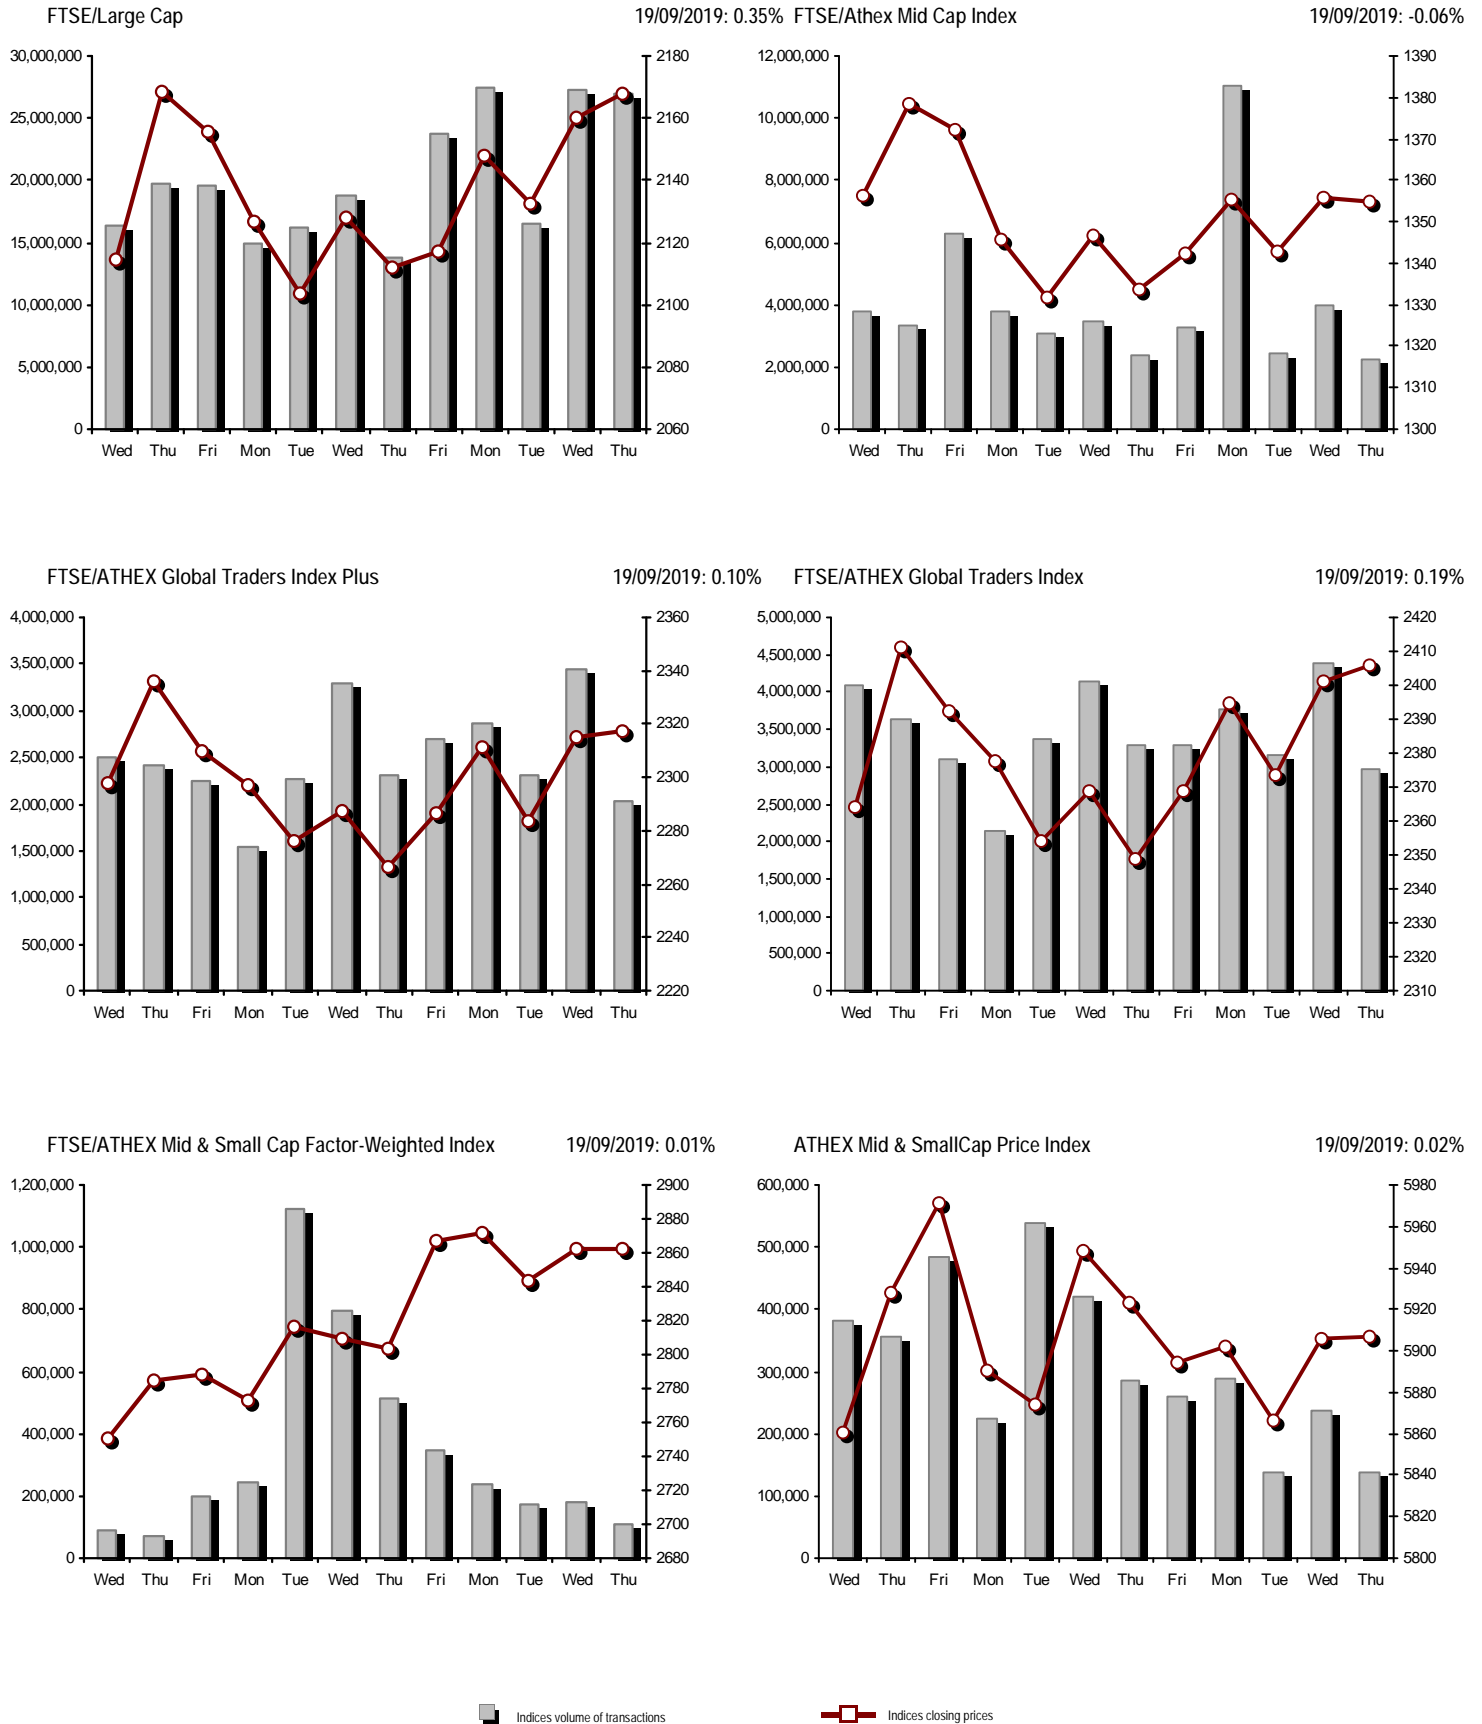 FTSE/Large Cap 19/09/2019: 0.35% FTSE/Athex Mid Cap Index 19/09/2019: -0.06%
30,000,000 2180 12,000,000 1390
25,000,000 2160 10,000,000 1380
20,000,000 2140 8,000,000 1370
15,000,000 2120 6,000,000 1360
10,000,000 2100 4,000,000 1350
5,000,000 2080 2,000,000 1340
0 2060 0 1330
1320
1310
1300
Wed Thu Fri Mon Tue Wed Thu Fri Mon Tue Wed Thu Wed Thu Fri Mon Tue Wed Thu Fri Mon Tue Wed Thu
FTSE/ATHEX Global Traders Index Plus 19/09/2019: 0.10% FTSE/ATHEX Global Traders Index 19/09/2019: 0.19%
4,000,000 2360 5,000,000 2420
3,500,000 2340 4,500,000 2410
3,000,000 2320 4,000,000 2400
2,500,000 2300 3,500,000 2390
2,000,000 2280 3,000,000 2380
1,500,000 2260 2,500,000 2370
1,000,000 2240 2,000,000 2360
500,000 2220 1,500,000 2350
0 1,000,000 2340
500,000 2330
0 2320
2310
Wed Thu Fri Mon Tue Wed Thu Fri Mon Tue Wed Thu Wed Thu Fri Mon Tue Wed Thu Fri Mon Tue Wed Thu
FTSE/ATHEX Mid & Small Cap Factor-Weighted Index 19/09/2019: 0.01% ATHEX Mid & SmallCap Price Index 19/09/2019: 0.02%
1,200,000 2900 600,000 5980
1,000,000 2880 500,000 5960
800,000 2860 400,000 5940
600,000 2840 300,000 5920
400,000 2820 200,000 5900
200,000 2800 100,000 5880
0 2780 0 5860
2760 5840
2740 5820
2720 5800
2700
2680
Wed Thu Fri Mon Tue Wed Thu Fri Mon Tue Wed Thu Wed Thu Fri Mon Tue Wed Thu Fri Mon Tue Wed Thu
Indices volume of transactions Indices closing prices